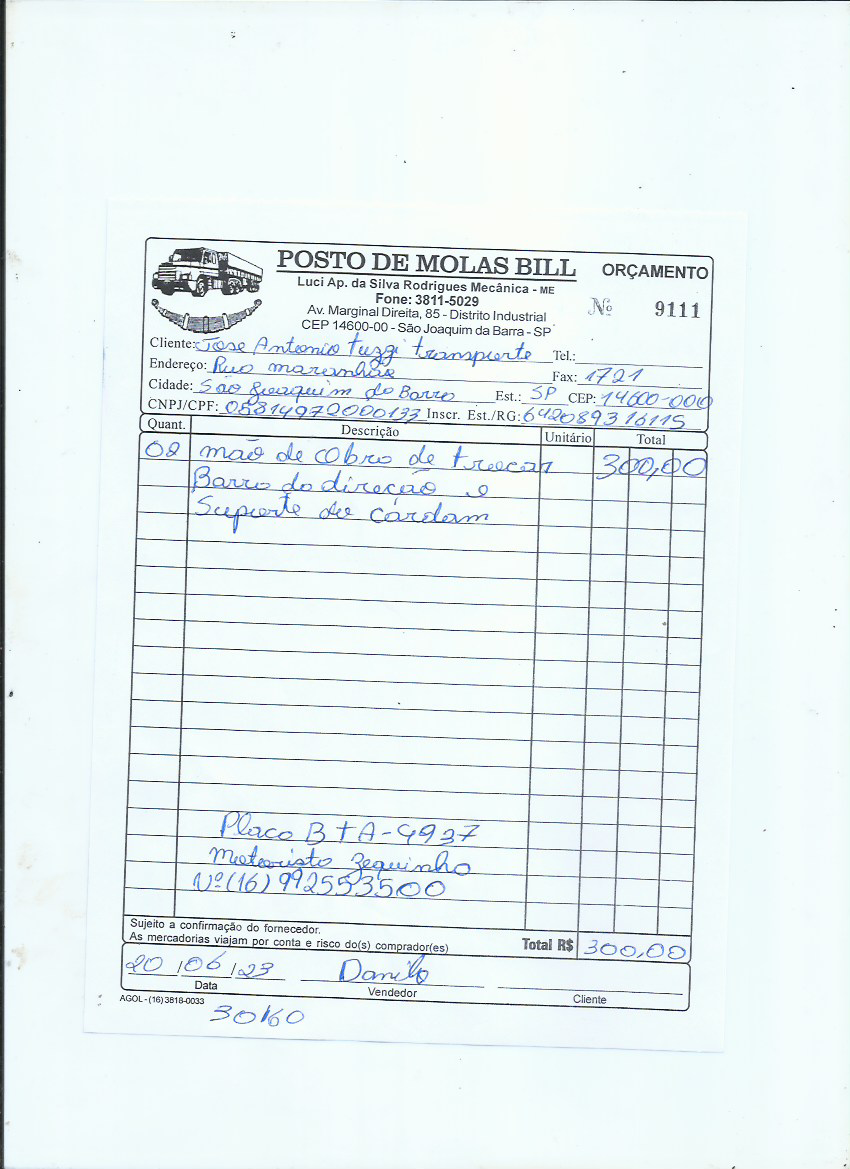 POSTO DE MOLAS BILL
ORÇAMENTO
Luci Ap. da Silva Rodrigues Mecânica - ME
Fone: 3811-5029
Nº 9111
Av. Marginal Direita, 85 - Distrito Industrial
CEP 14600-00 - São Joaquim da Barra - SP
Cliente: Jose Antonio Tuzzi transporte Tel.:
Endereço: Rua maranhão Fax: 1721
Cidade: São Joaquim da Barra Est.: SP CEP: 14600-000
CNPJ/CPF: 05814972000133 Inscr. Est./RG: 642089316115
Quant. Descrição Unitário Total
02 mão de Obra de trocar 300,00
Barra da direção e
Suporte do cardam
Placa BTA-9937
Motorista Zequinha
Nº (16) 992553500
Sujeito a confirmação do fornecedor.
As mercadorias viajam por conta e risco do(s) comprador(es)
Total R$ 300,00
20/06/23 Danilo
Data Vendedor Cliente
AGOL - (16) 3818-0033
30/60